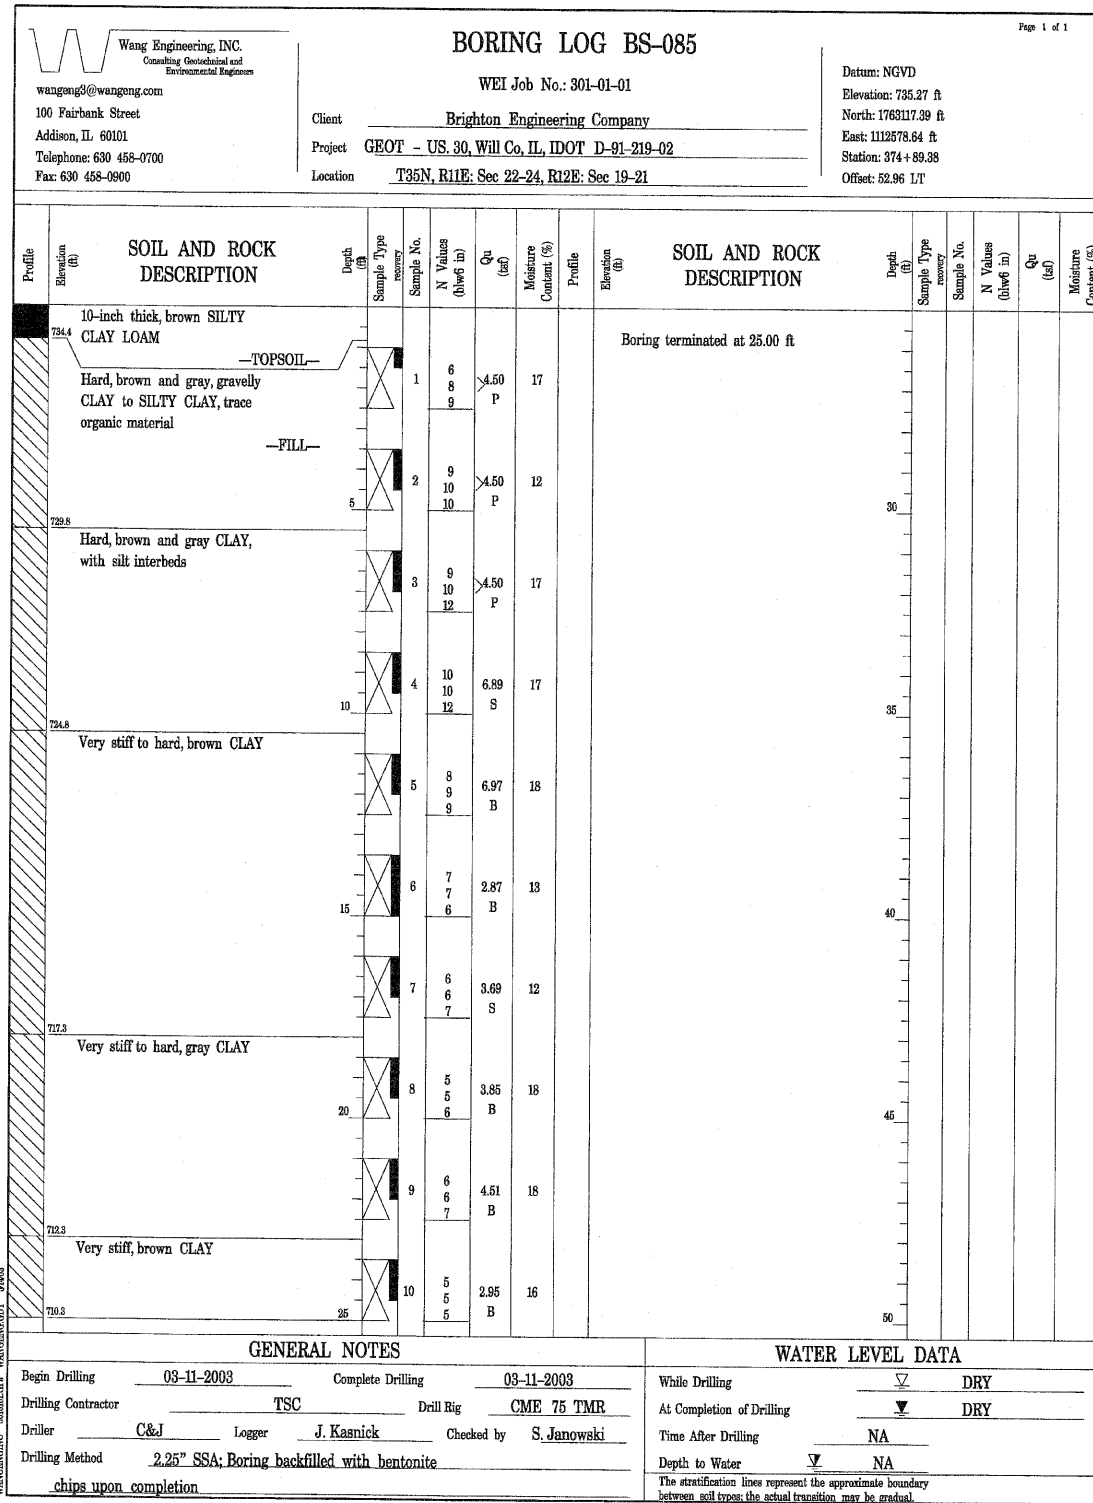 Page 1 of 1
Wang Engineering, INC.
Consulting Geotechnical and
Environmental Engineers
wangeng3@wangeng.com
100 Fairbank Street
Addison, IL 60101
Telephone: 630 458-0700
Fax: 630 458-0900
BORING LOG BS-085
WEI Job No.: 301-01-01
Client Brighton Engineering Company
Project GEOT - US. 30, Will Co, IL, IDOT D-91-219-02
Location T35N, R11E: Sec 22-24, R12E: Sec 19-21
Datum: NGVD
Elevation: 735.27 ft
North: 1763117.39 ft
East: 1112578.64 ft
Station: 374+89.38
Offset: 52.96 LT
Profile
Elevation (ft)
SOIL AND ROCK
DESCRIPTION
Depth (ft)
Sample Type
recovery
Sample No.
N Values (blw6 in)
Qu (tsf)
Moisture Content (%)
Profile
Elevation (ft)
SOIL AND ROCK
DESCRIPTION
Depth (ft)
Sample Type
recovery
Sample No.
N Values (blw6 in)
Qu (tsf)
Moisture Content (%)
10-inch thick, brown SILTY
734.4 CLAY LOAM
—TOPSOIL—
Hard, brown and gray, gravelly
CLAY to SILTY CLAY, trace
organic material
—FILL—
1 6 8 9 >4.50 P 17
2 9 10 10 >4.50 P 12
5
729.8
Hard, brown and gray CLAY,
with silt interbeds
3 9 10 12 >4.50 P 17
4 10 10 12 6.89 S 17
10
724.8
Very stiff to hard, brown CLAY
5 8 9 9 6.97 B 18
6 7 7 6 2.87 B 13
15
7 6 6 7 3.69 S 12
717.3
Very stiff to hard, gray CLAY
8 5 5 6 3.85 B 18
20
9 6 6 7 4.51 B 18
712.3
Very stiff, brown CLAY
10 5 5 5 2.95 B 16
710.3 25
Boring terminated at 25.00 ft
30
35
40
45
50
GENERAL NOTES
Begin Drilling 03-11-2003 Complete Drilling 03-11-2003
Drilling Contractor TSC Drill Rig CME 75 TMR
Driller C&J Logger J. Kasnick Checked by S. Janowski
Drilling Method 2.25" SSA; Boring backfilled with bentonite
chips upon completion
WATER LEVEL DATA
While Drilling DRY
At Completion of Drilling DRY
Time After Drilling NA
Depth to Water NA
The stratification lines represent the approximate boundary
between soil types; the actual transition may be gradual.